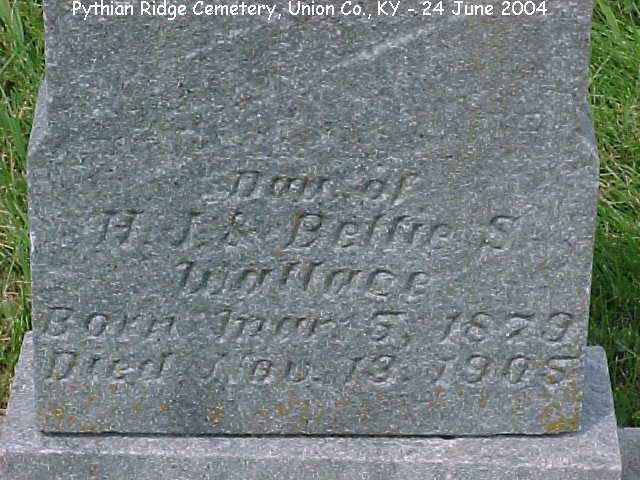 Pythian Ridge Cemetery, Union Co., KY - 24 June 2004
Dau. of
H. J. & Bettie S.
Wallace
Born Mar. 5, 1879
Died Nov. 13, 1905